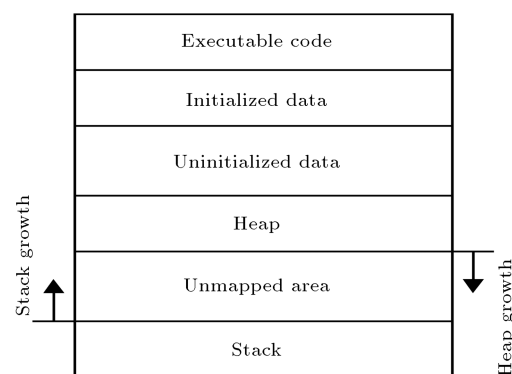 Executable code
Initialized data
Uninitialized data
Heap
Unmapped area
Stack
Stack growth
Heap growth